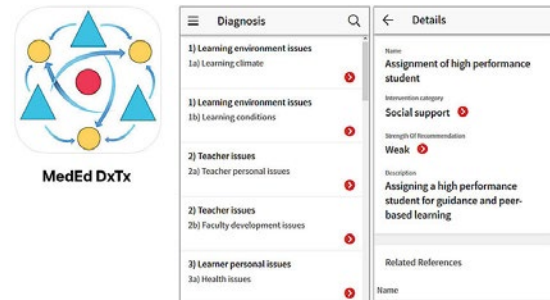 MedEd DxTx
Diagnosis
1) Learning environment issues
1a) Learning climate
1) Learning environment issues
1b) Learning conditions
2) Teacher issues
2a) Teacher personal issues
2) Teacher issues
2b) Faculty development issues
3) Learner personal issues
3a) Health issues
Details
Name
Assignment of high performance
student
Intervention category
Social support
Strength Of Recommendation
Weak
Description
Assigning a high performance
student for guidance and peer-
based learning
Related References
Name